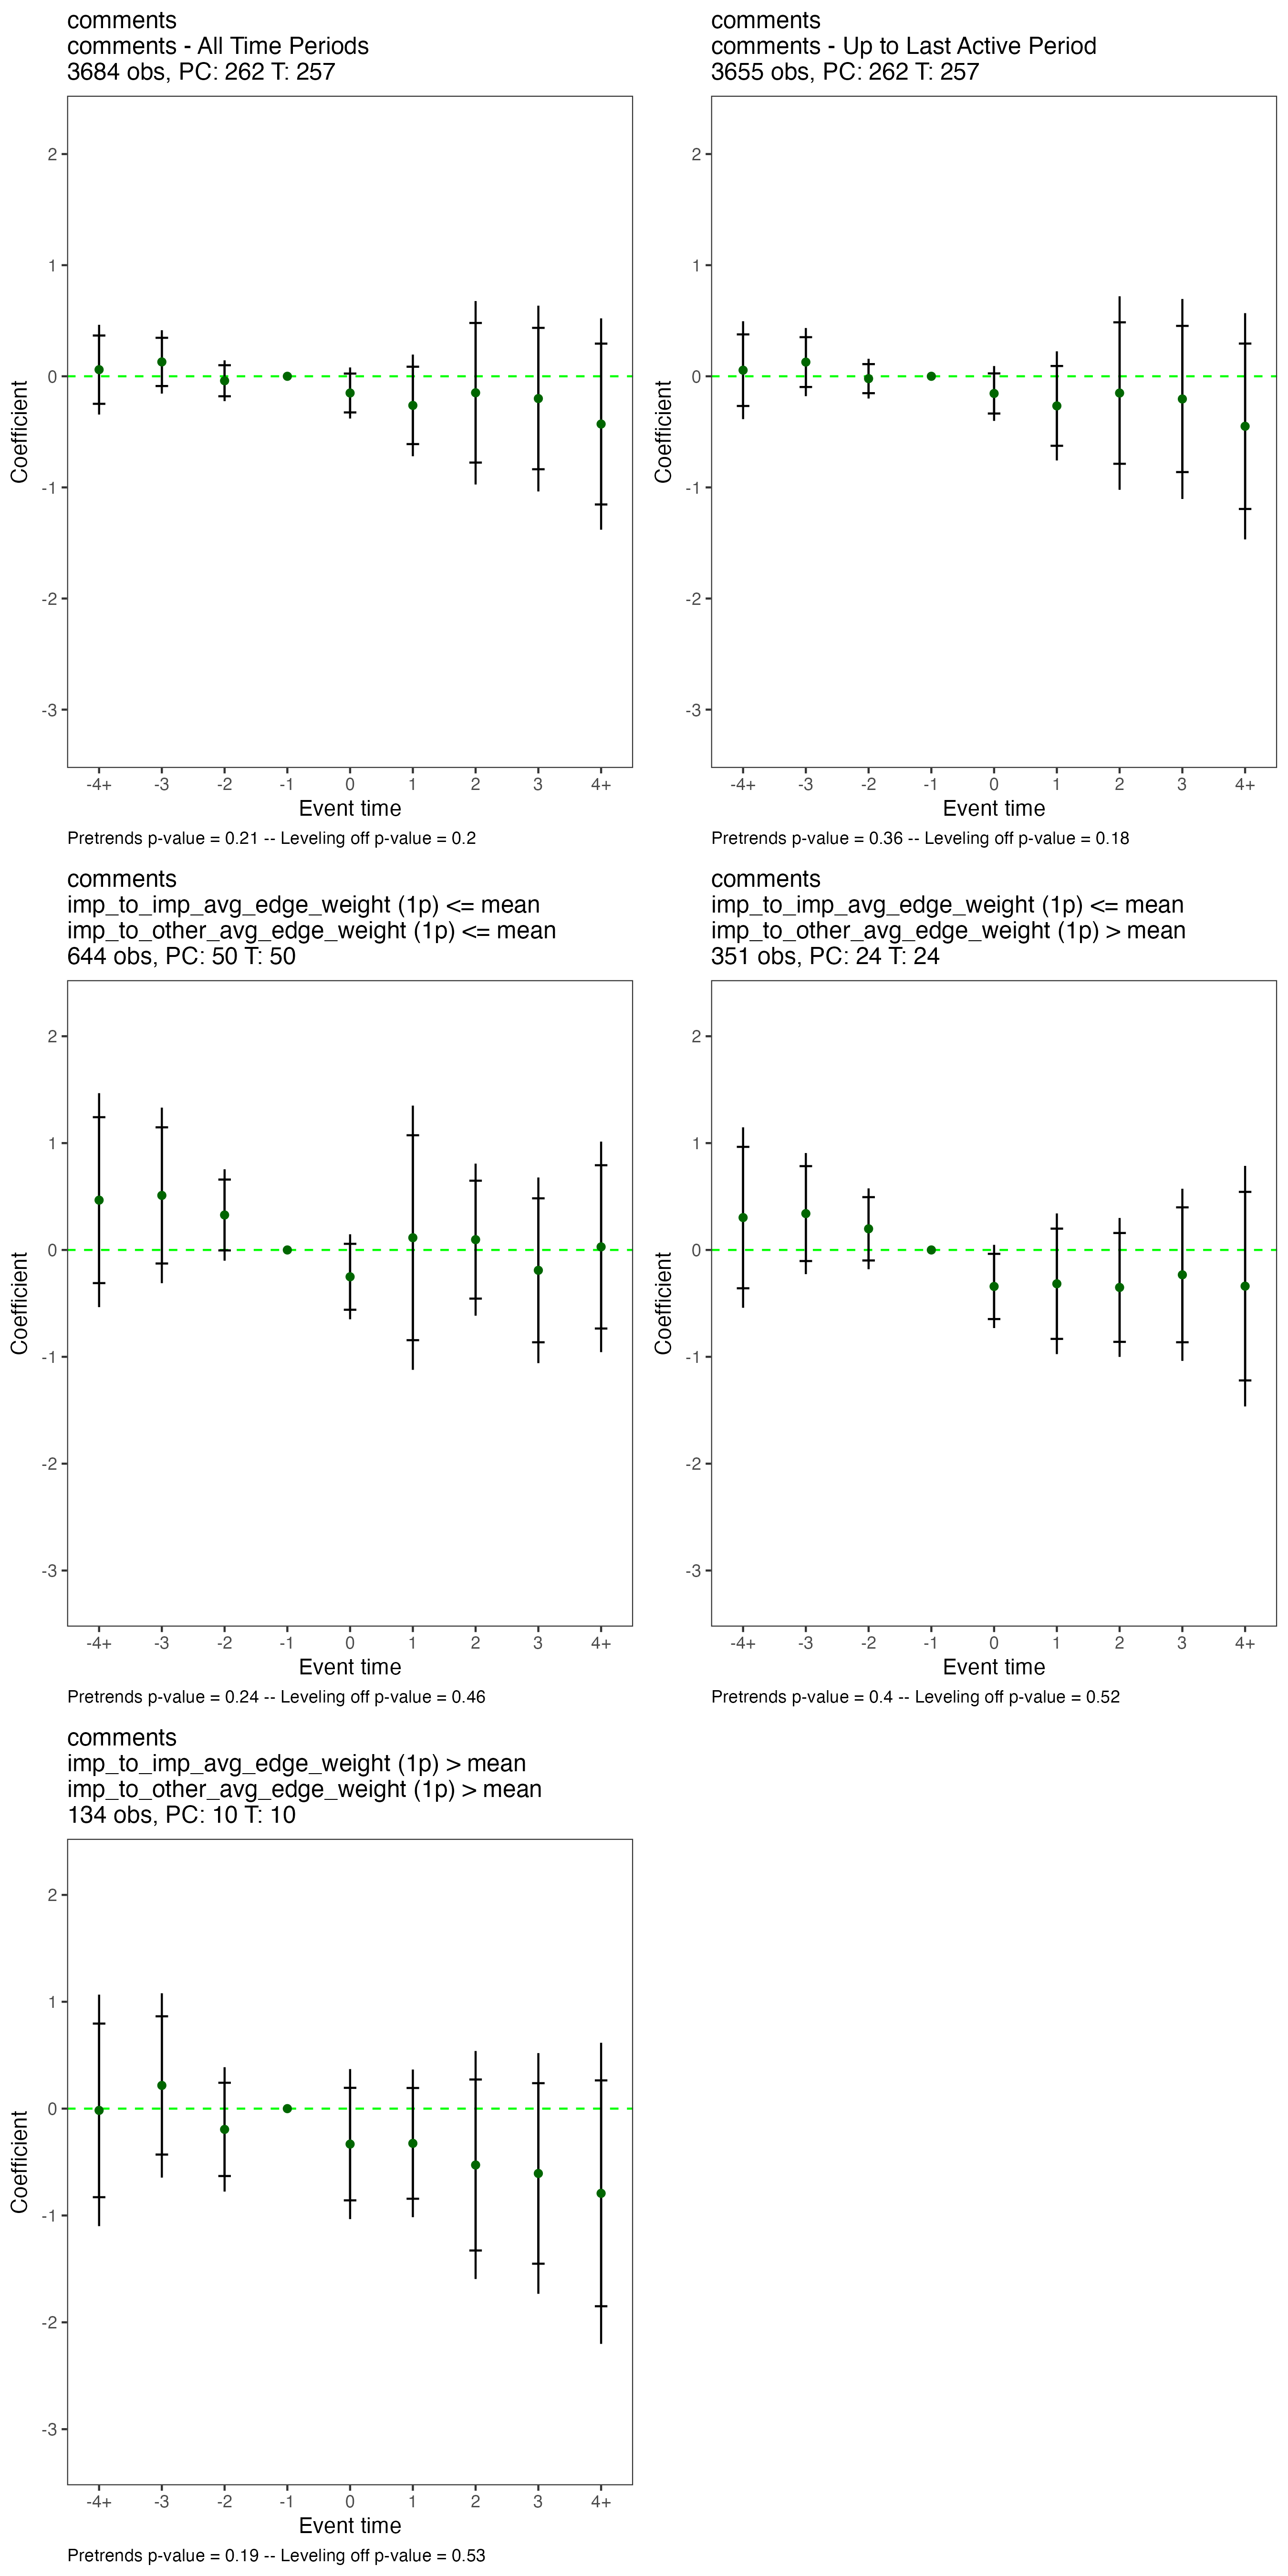 comments
comments - All Time Periods
3684 obs, PC: 262 T: 257
2
1
0
-1
-2
-3
Coefficient
-4+ -3 -2 -1 0 1 2 3 4+
Event time
Pretrends p-value = 0.21 -- Leveling off p-value = 0.2
comments
comments - Up to Last Active Period
3655 obs, PC: 262 T: 257
2
1
0
-1
-2
-3
Coefficient
-4+ -3 -2 -1 0 1 2 3 4+
Event time
Pretrends p-value = 0.36 -- Leveling off p-value = 0.18
comments
imp_to_imp_avg_edge_weight (1p) <= mean
imp_to_other_avg_edge_weight (1p) <= mean
644 obs, PC: 50 T: 50
2
1
0
-1
-2
-3
Coefficient
-4+ -3 -2 -1 0 1 2 3 4+
Event time
Pretrends p-value = 0.24 -- Leveling off p-value = 0.46
comments
imp_to_imp_avg_edge_weight (1p) <= mean
imp_to_other_avg_edge_weight (1p) > mean
351 obs, PC: 24 T: 24
2
1
0
-1
-2
-3
Coefficient
-4+ -3 -2 -1 0 1 2 3 4+
Event time
Pretrends p-value = 0.4 -- Leveling off p-value = 0.52
comments
imp_to_imp_avg_edge_weight (1p) > mean
imp_to_other_avg_edge_weight (1p) > mean
134 obs, PC: 10 T: 10
2
1
0
-1
-2
-3
Coefficient
-4+ -3 -2 -1 0 1 2 3 4+
Event time
Pretrends p-value = 0.19 -- Leveling off p-value = 0.53